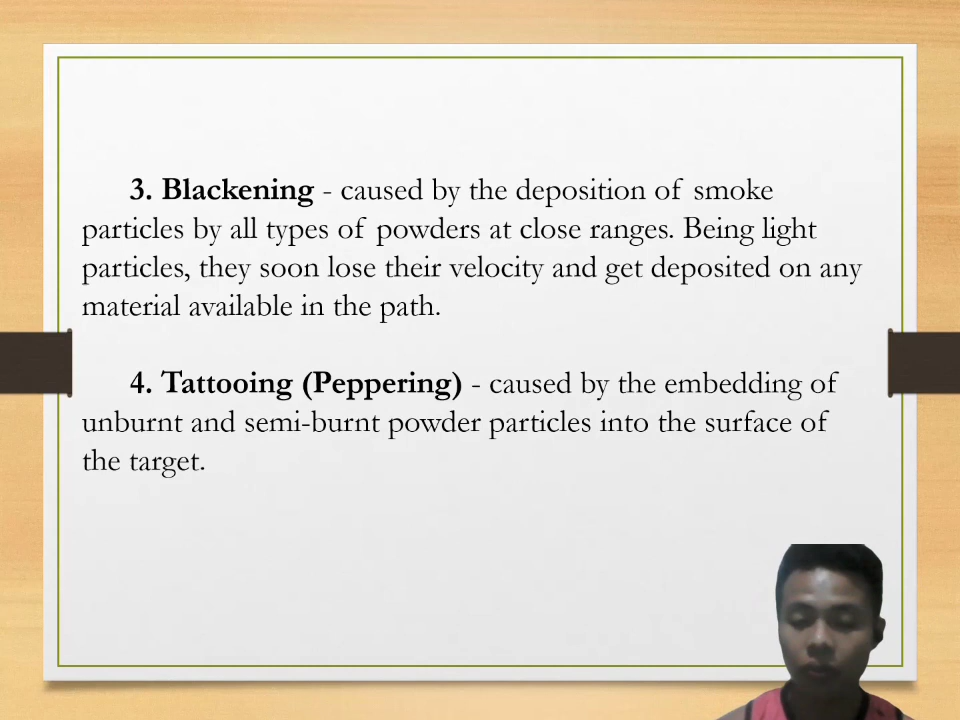 3. Blackening - caused by the deposition of smoke
particles by all types of powders at close ranges. Being light
particles, they soon lose their velocity and get deposited on any
material available in the path.
4. Tattooing (Peppering) - caused by the embedding of
unburnt and semi-burnt powder particles into the surface of
the target.